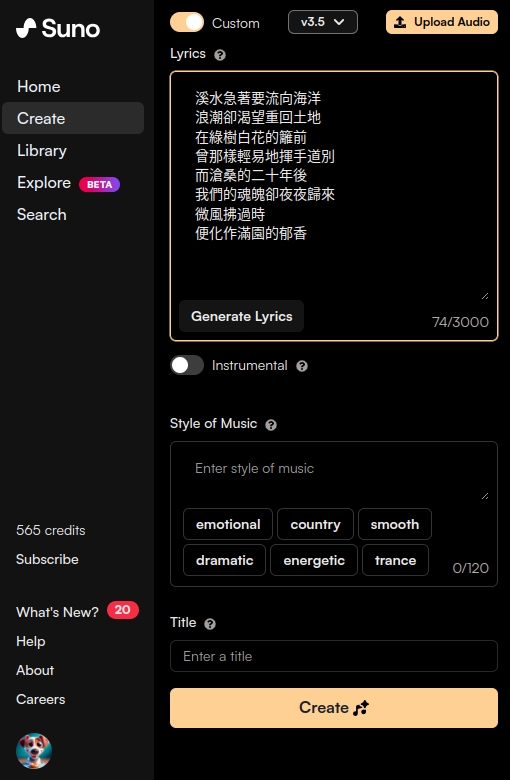 Suno
Home
Create
Library
Explore BETA
Search
565 credits
Subscribe
What's New? 20
Help
About
Careers
Custom
v3.5
Upload Audio
Lyrics
溪水急著要流向海洋
浪潮卻渴望重回土地
在綠樹白花的籬前
曾那樣輕易地揮手道別
而滄桑的二十年後
我們的魂魄卻夜夜歸來
微風拂過時
便化作滿園的郁香
Generate Lyrics
74/3000
Instrumental
Style of Music
Enter style of music
emotional
country
smooth
dramatic
energetic
trance
0/120
Title
Enter a title
Create